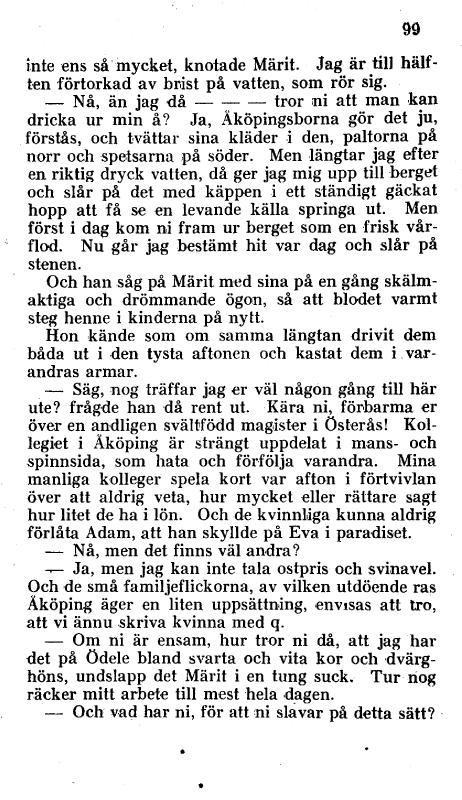 99
inte ens så mycket, knotade Märit. Jag är till hälf-
ten förtorkad av brist på vatten, som rör sig.
— Nå, än jag då — — — tror ni att man kan
dricka ur min å? Ja, Åköpingsborna gör det ju,
förstås, och tvättar sina kläder i den, paltorna på
norr och spetsarna på söder. Men längtar jag efter
en riktig dryck vatten, då ger jag mig upp till berget
och slår på det med käppen i ett ständigt gäckat
hopp att få se en levande källa springa ut. Men
först i dag kom ni fram ur berget som en frisk vår-
flod. Nu går jag bestämt hit var dag och slår på
stenen.
Och han såg på Märit med sina på en gång skälm-
aktiga och drömmande ögon, så att blodet varmt
steg henne i kinderna på nytt.
Hon kände som om samma längtan drivit dem
båda ut i den tysta aftonen och kastat dem i var-
andras armar.
— Säg, nog träffar jag er väl någon gång till här
ute? frågde han då rent ut. Kära ni, förbarma er
över en andligen svältfödd magister i Österås! Kol-
legiet i Åköping är strängt uppdelat i mans- och
spinnsida, som hata och förfölja varandra. Mina
manliga kolleger spela kort var afton i förtvivlan
över att aldrig veta, hur mycket eller rättare sagt
hur litet de ha i lön. Och de kvinnliga kunna aldrig
förlåta Adam, att han skyllde på Eva i paradiset.
— Nå, men det finns väl andra?
— Ja, men jag kan inte tala ostpris och svinavel.
Och de små familjeflickorna, av vilken utdöende ras
Åköping äger en liten uppsättning, envisas att tro,
att vi ännu skriva kvinna med q.
— Om ni är ensam, hur tror ni då, att jag har
det på Ödele bland svarta och vita kor och dvärg-
höns, undslapp det Märit i en tung suck. Tur nog
räcker mitt arbete till mest hela dagen.
— Och vad har ni, för att ni slavar på detta sätt?